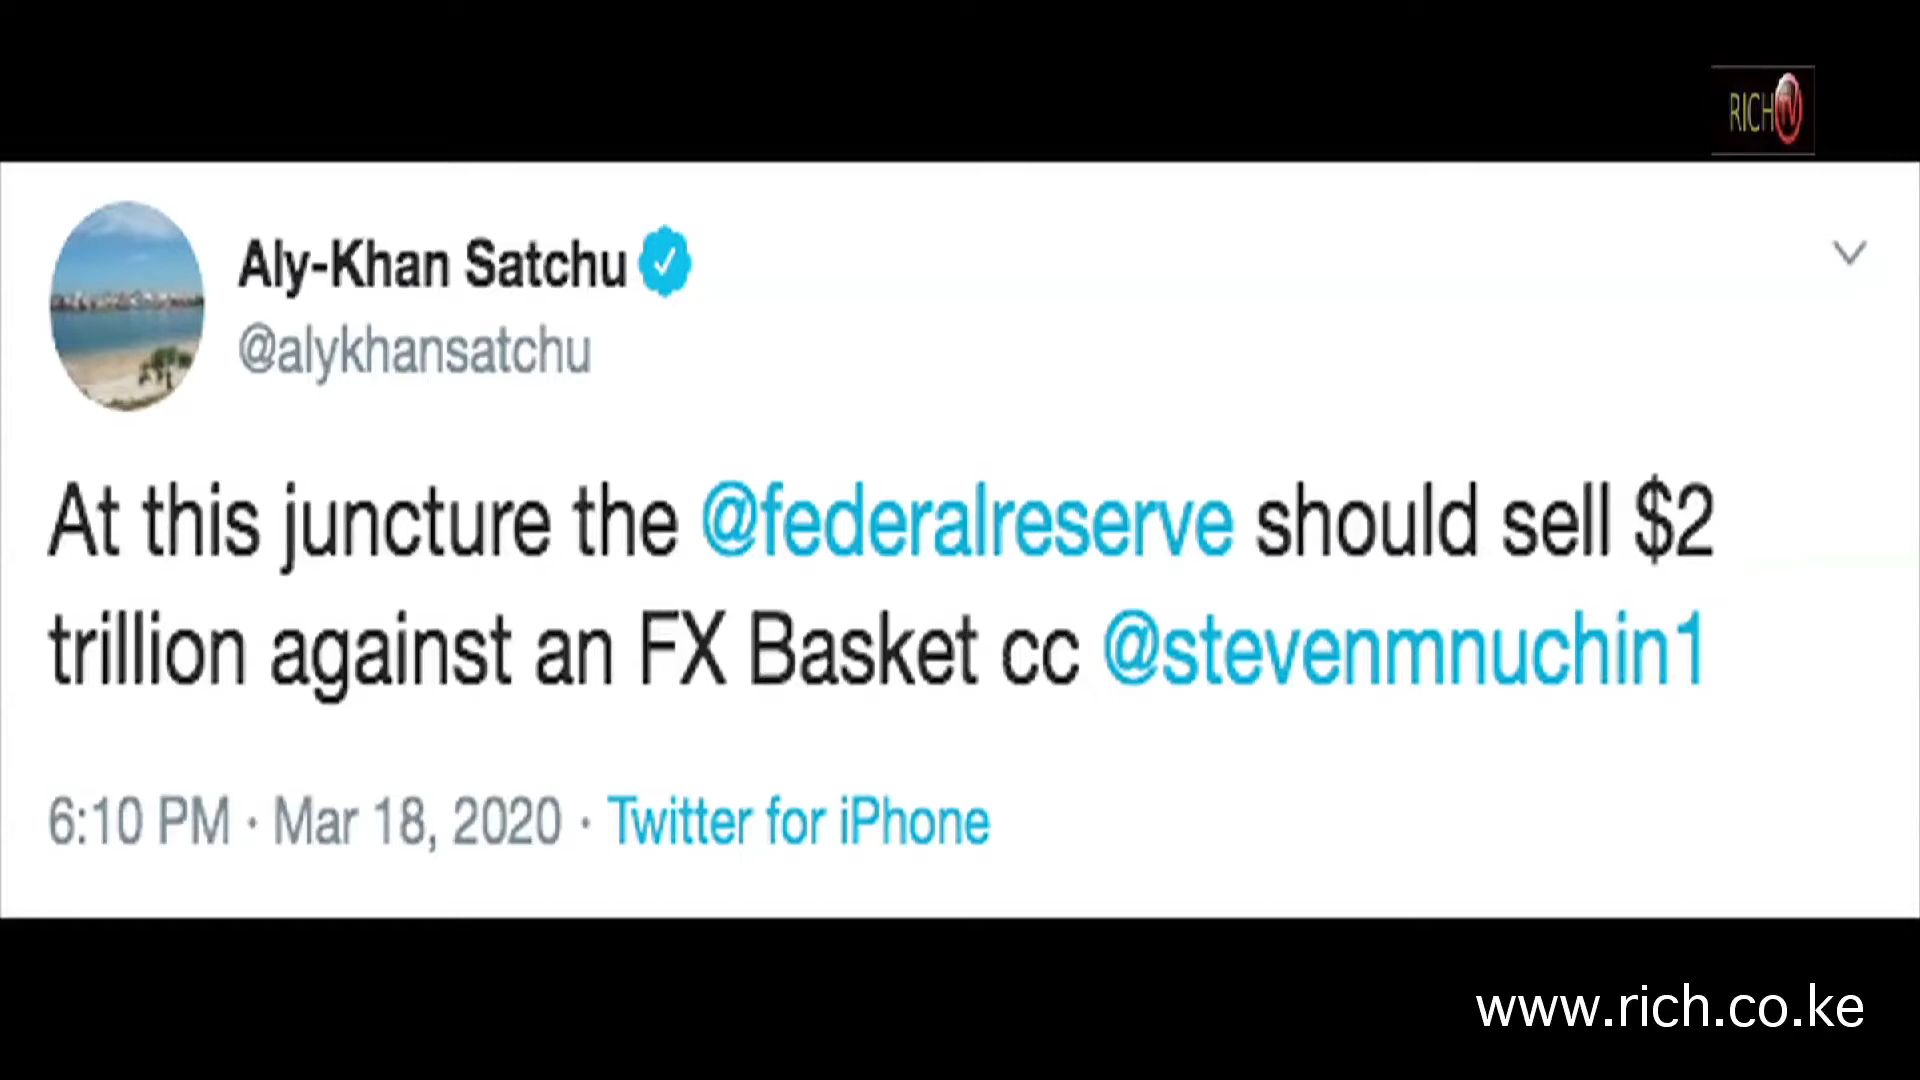 RICHTV
Aly-Khan Satchu
@alykhansatchu
At this juncture the @federalreserve should sell $2
trillion against an FX Basket cc @stevenmnuchin1
6:10 PM · Mar 18, 2020 · Twitter for iPhone
www.rich.co.ke